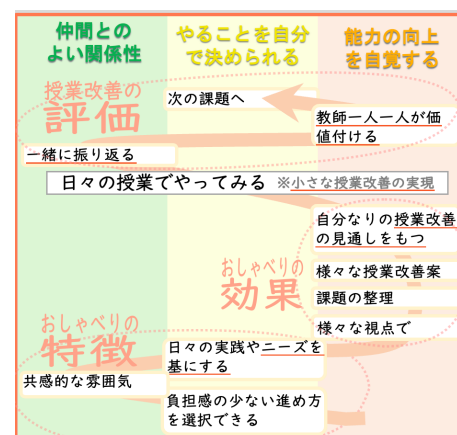 仲間との
よい関係性
やることを自分
で決められる
能力の向上
を自覚する
授業改善の
評価
次の課題へ
教師一人一人が価
値付ける
一緒に振り返る
日々の授業でやってみる ※小さな授業改善の実現
自分なりの授業改善
の見通しをもつ
おしゃべりの
効果
様々な授業改善案
課題の整理
様々な視点で
おしゃべりの
特徴
日々の実践やニーズを
基にする
共感的な雰囲気
負担感の少ない進め方
を選択できる